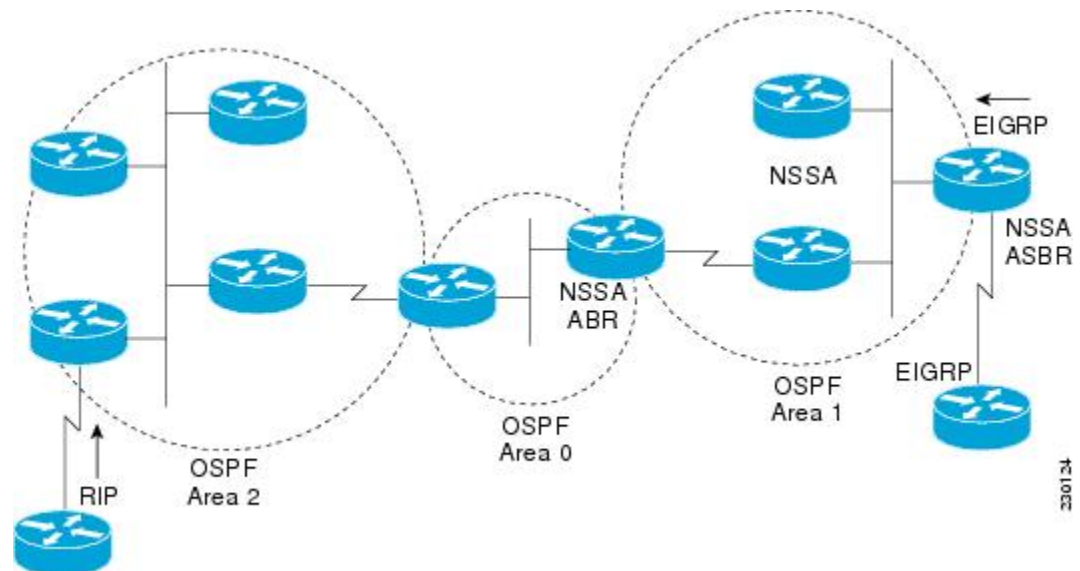 EIGRP
NSSA
NSSA
ASBR
NSSA
ABR
EIGRP
OSPF
Area 1
OSPF
Area 0
OSPF
Area 2
RIP
230124